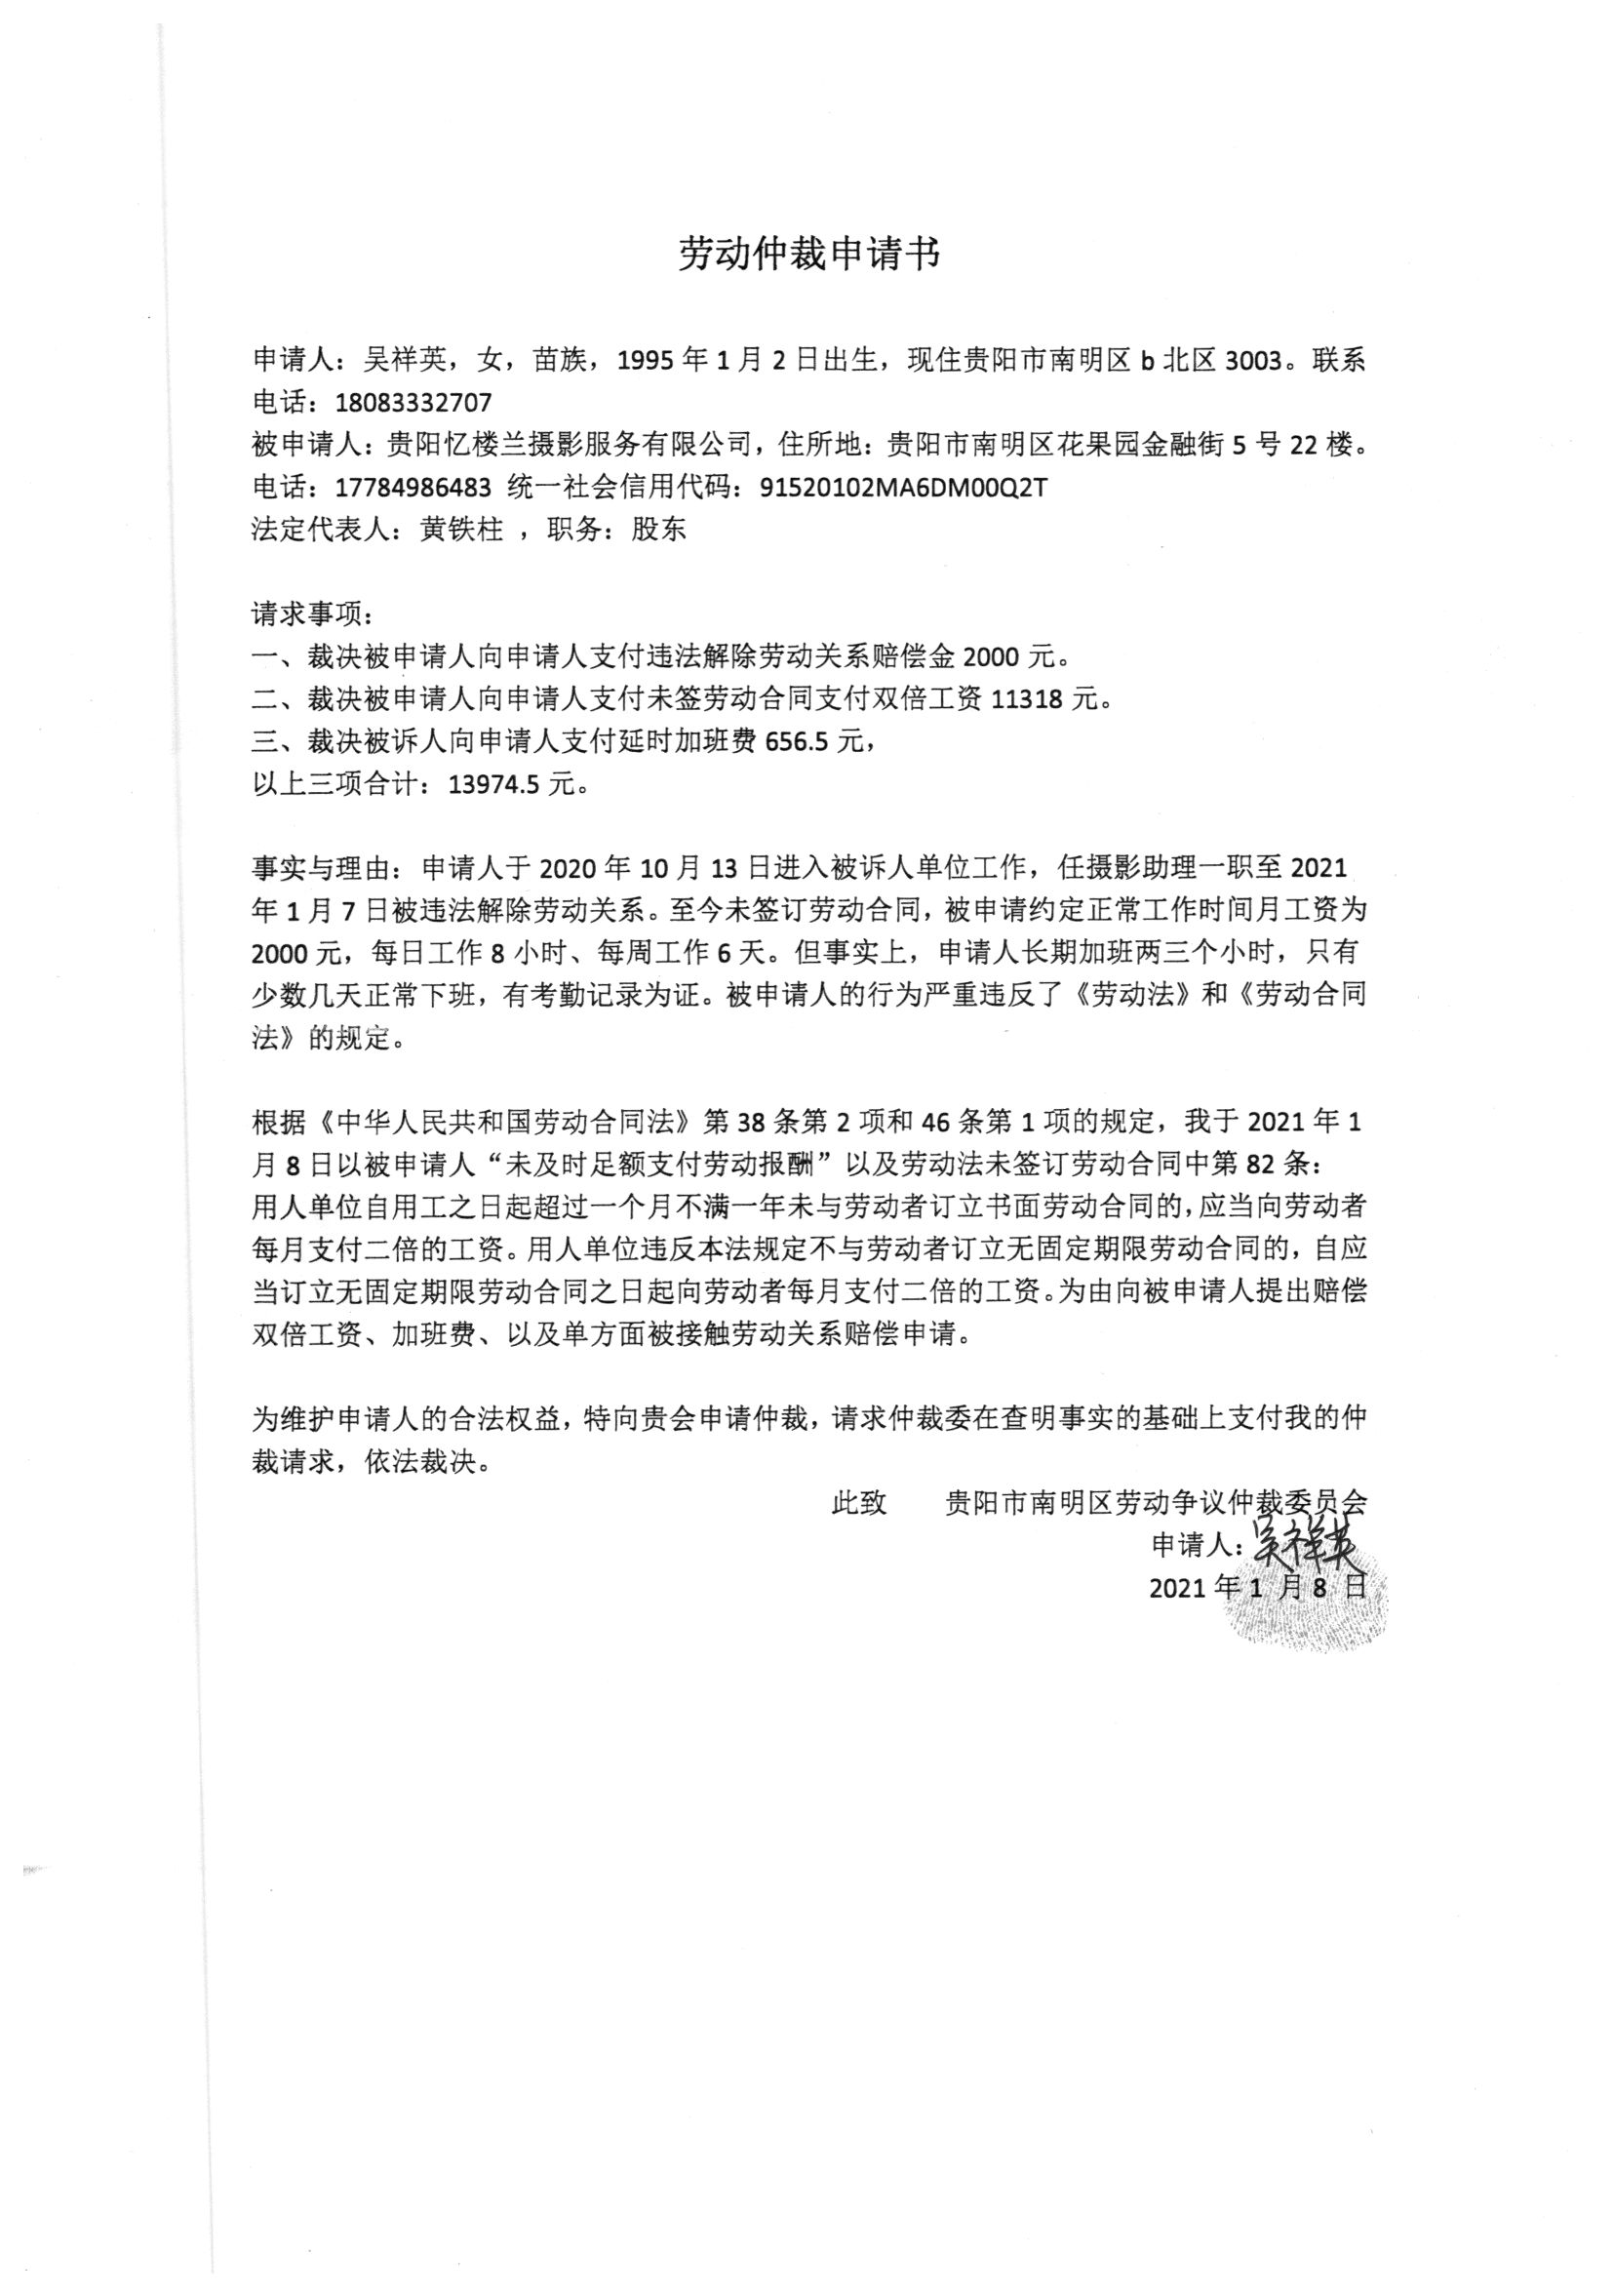 劳动仲裁申请书
申请人：吴祥英，女，苗族，1995 年 1 月 2 日出生，现住贵阳市南明区 b 北区 3003。联系
电话：18083332707
被申请人：贵阳忆楼兰摄影服务有限公司，住所地：贵阳市南明区花果园金融街 5 号 22 楼。
电话：17784986483 统一社会信用代码：91520102MA6DM00Q2T
法定代表人：黄铁柱 ，职务：股东
请求事项：
一、裁决被申请人向申请人支付违法解除劳动关系赔偿金 2000 元。
二、裁决被申请人向申请人支付未签劳动合同支付双倍工资 11318 元。
三、裁决被诉人向申请人支付延时加班费 656.5 元，
以上三项合计：13974.5 元。
事实与理由：申请人于 2020 年 10 月 13 日进入被诉人单位工作，任摄影助理一职至 2021
年 1 月 7 日被违法解除劳动关系。至今未签订劳动合同，被申请约定正常工作时间月工资为
2000 元，每日工作 8 小时、每周工作 6 天。但事实上，申请人长期加班两三个小时，只有
少数几天正常下班，有考勤记录为证。被申请人的行为严重违反了《劳动法》和《劳动合同
法》的规定。
根据《中华人民共和国劳动合同法》第 38 条第 2 项和 46 条第 1 项的规定，我于 2021 年 1
月 8 日以被申请人“未及时足额支付劳动报酬”以及劳动法未签订劳动合同中第 82 条：
用人单位自用工之日起超过一个月不满一年未与劳动者订立书面劳动合同的，应当向劳动者
每月支付二倍的工资。用人单位违反本法规定不与劳动者订立无固定期限劳动合同的，自应
当订立无固定期限劳动合同之日起向劳动者每月支付二倍的工资。为由向被申请人提出赔偿
双倍工资、加班费、以及单方面被接触劳动关系赔偿申请。
为维护申请人的合法权益，特向贵会申请仲裁，请求仲裁委在查明事实的基础上支付我的仲
裁请求，依法裁决。
此致 贵阳市南明区劳动争议仲裁委员会
申请人：吴祥英
2021 年 1 月 8 日